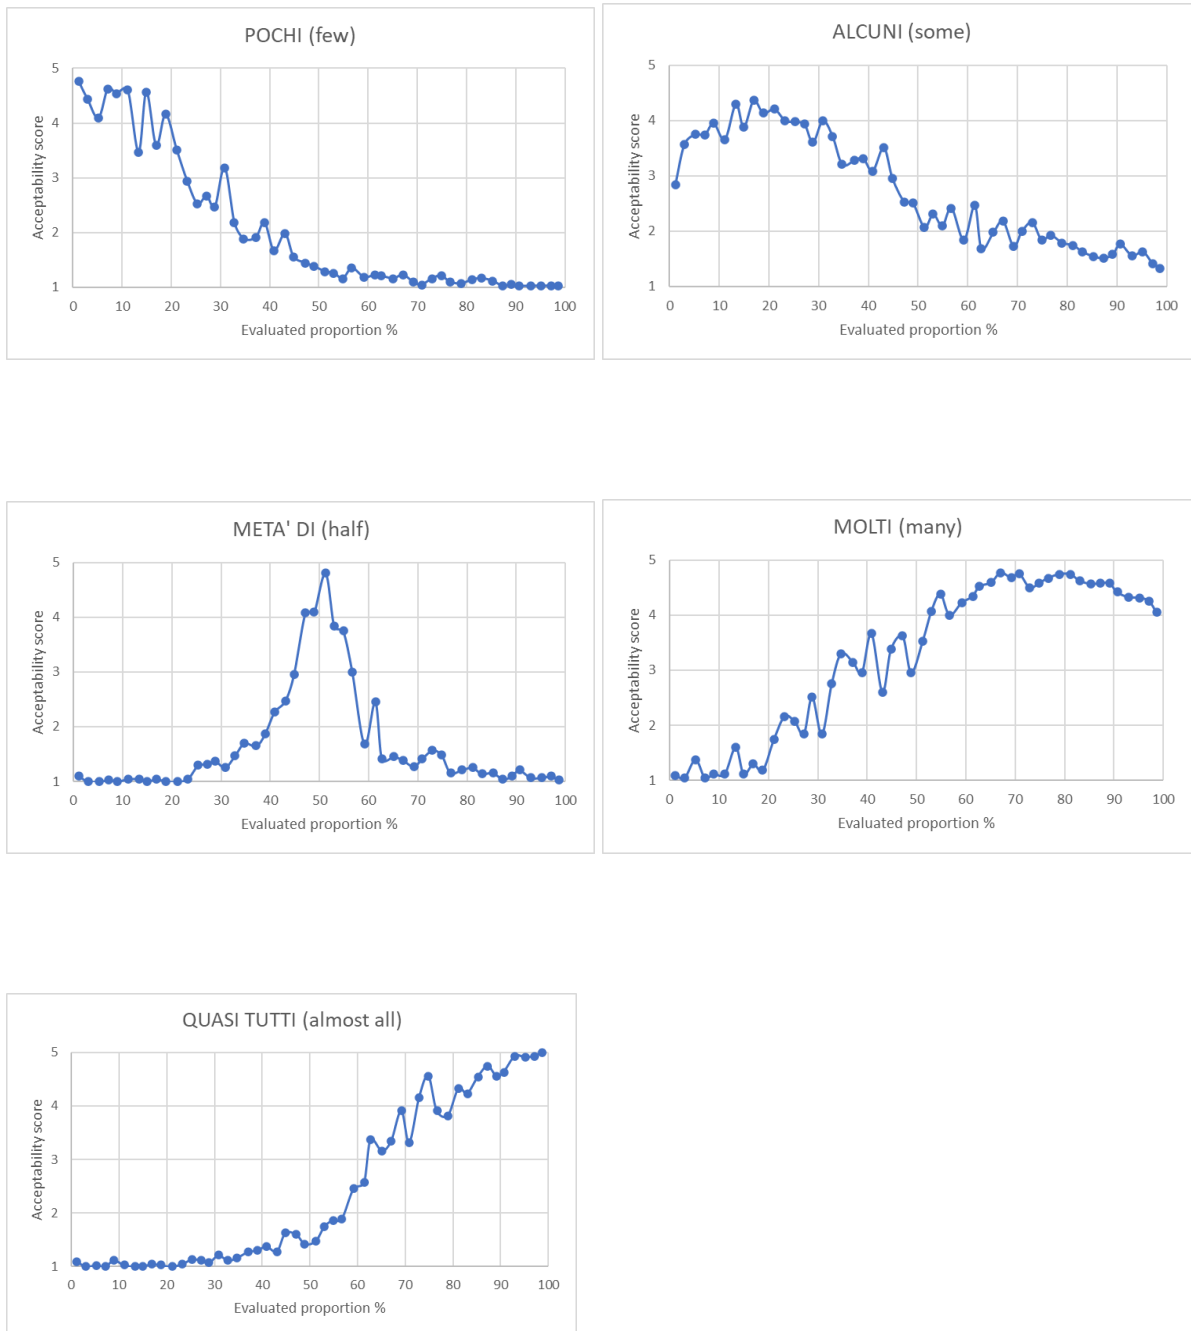 POCHI (few)
5
4
3
2
1
0 10 20 30 40 50 60 70 80 90 100
Acceptability score
Evaluated proportion %
ALCUNI (some)
5
4
3
2
1
0 10 20 30 40 50 60 70 80 90 100
Acceptability score
Evaluated proportion %
META' DI (half)
5
4
3
2
1
0 10 20 30 40 50 60 70 80 90 100
Acceptability score
Evaluated proportion %
MOLTI (many)
5
4
3
2
1
0 10 20 30 40 50 60 70 80 90 100
Acceptability score
Evaluated proportion %
QUASI TUTTI (almost all)
5
4
3
2
1
0 10 20 30 40 50 60 70 80 90 100
Acceptability score
Evaluated proportion %